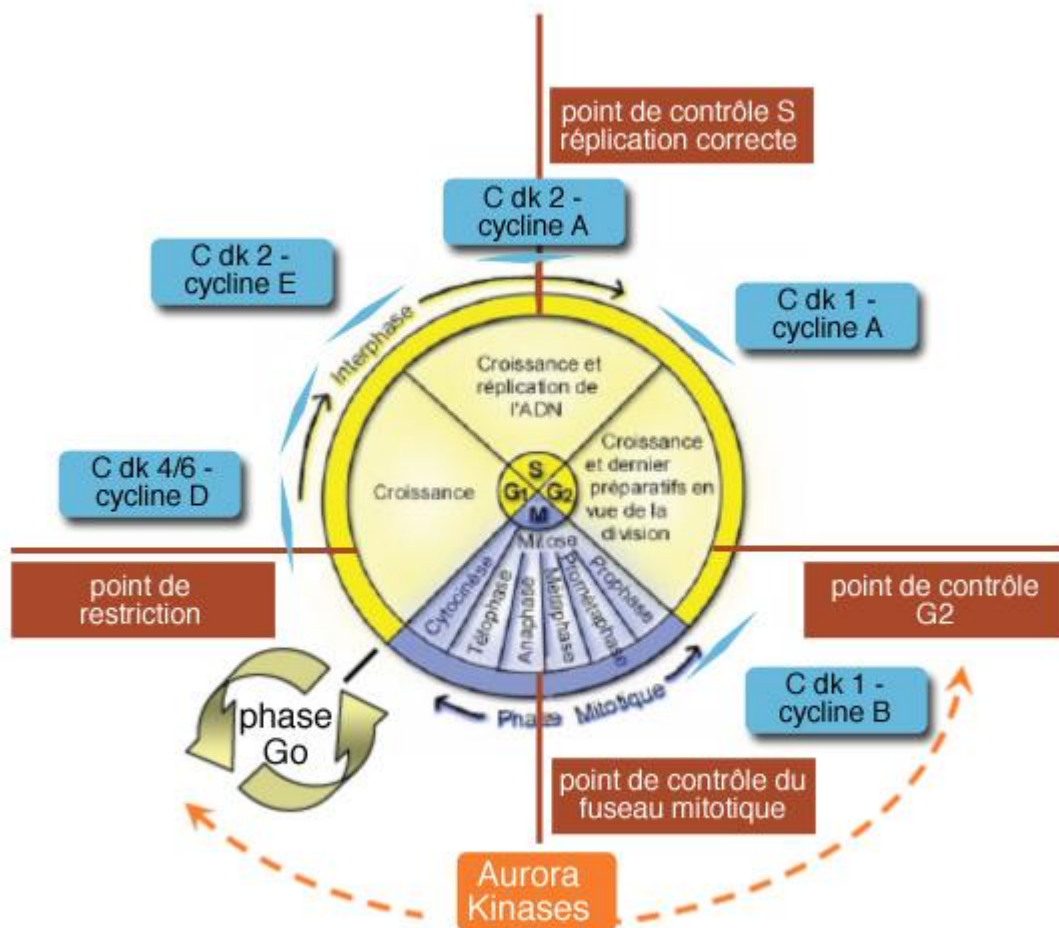 point de contrôle S
réplication correcte
C dk 2 -
cycline A
C dk 2 -
cycline E
C dk 1 -
cycline A
Interphase
Croissance et
réplication de
l'ADN
Croissance
et dernier
préparatifs en
vue de la
division
C dk 4/6 -
cycline D
Croissance
S
G1
G2
M
Mitose
Cytocinèse
Télophase
Anaphase
Métaphase
Prométaphase
Prophase
point de
restriction
point de contrôle
G2
phase
Go
Phase Mitotique
C dk 1 -
cycline B
point de contrôle du
fuseau mitotique
Aurora
Kinases